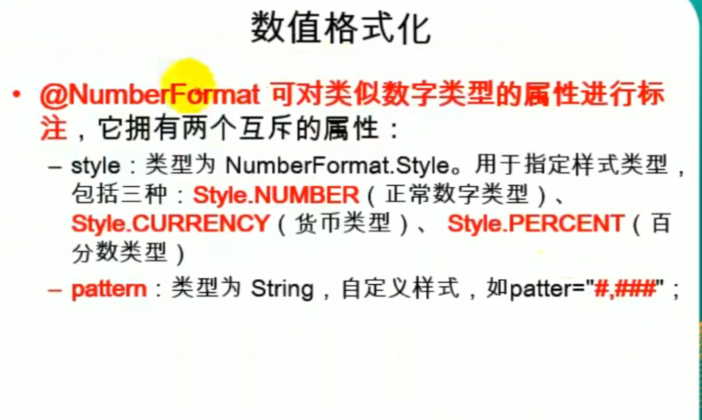 数值格式化
• @NumberFormat 可对类似数字类型的属性进行标
注，它拥有两个互斥的属性：
– style：类型为 NumberFormat.Style。用于指定样式类型，
包括三种：Style.NUMBER（正常数字类型）、
Style.CURRENCY（货币类型）、 Style.PERCENT（百
分数类型）
– pattern：类型为 String，自定义样式，如patter="#,###"；